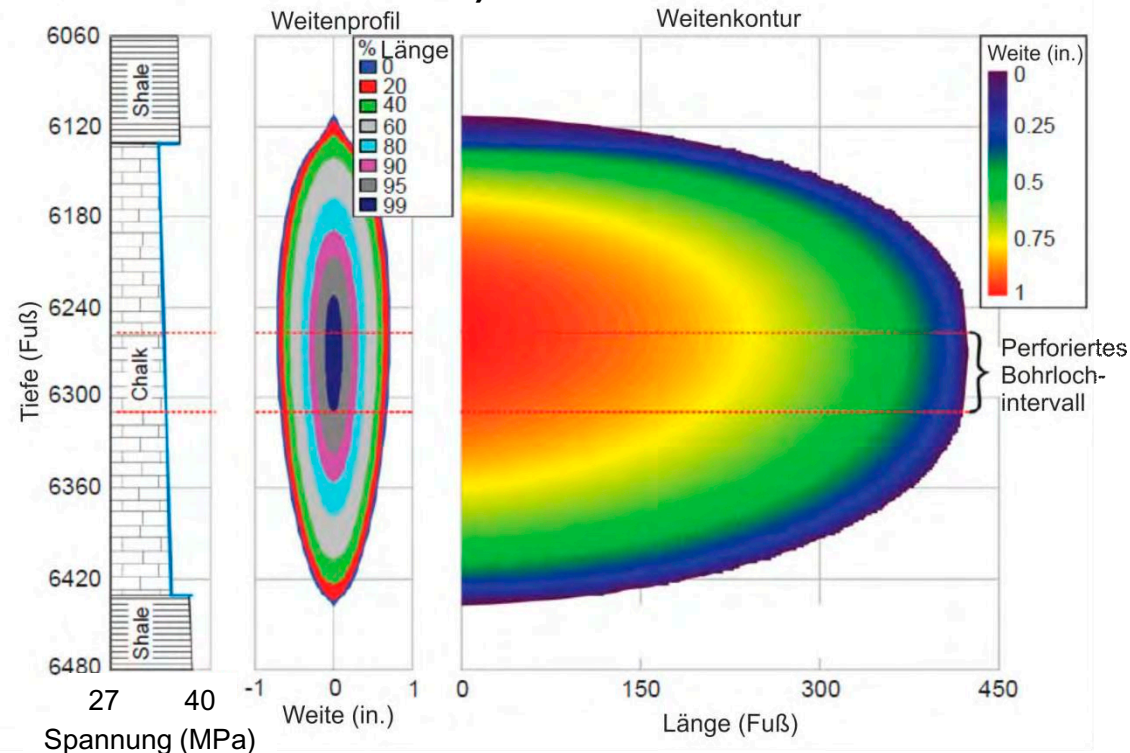 Weitenprofil
Weitenkontur
6060
6120
6180
6240
6300
6360
6420
6480
Tiefe (Fuß)
Shale
Chalk
Shale
27 40
Spannung (MPa)
% Länge
0
20
40
60
80
90
95
99
-1 0 1
Weite (in.)
0 150 300 450
Länge (Fuß)
Weite (in.)
0
0.25
0.5
0.75
1
Perforiertes
Bohrloch-
intervall